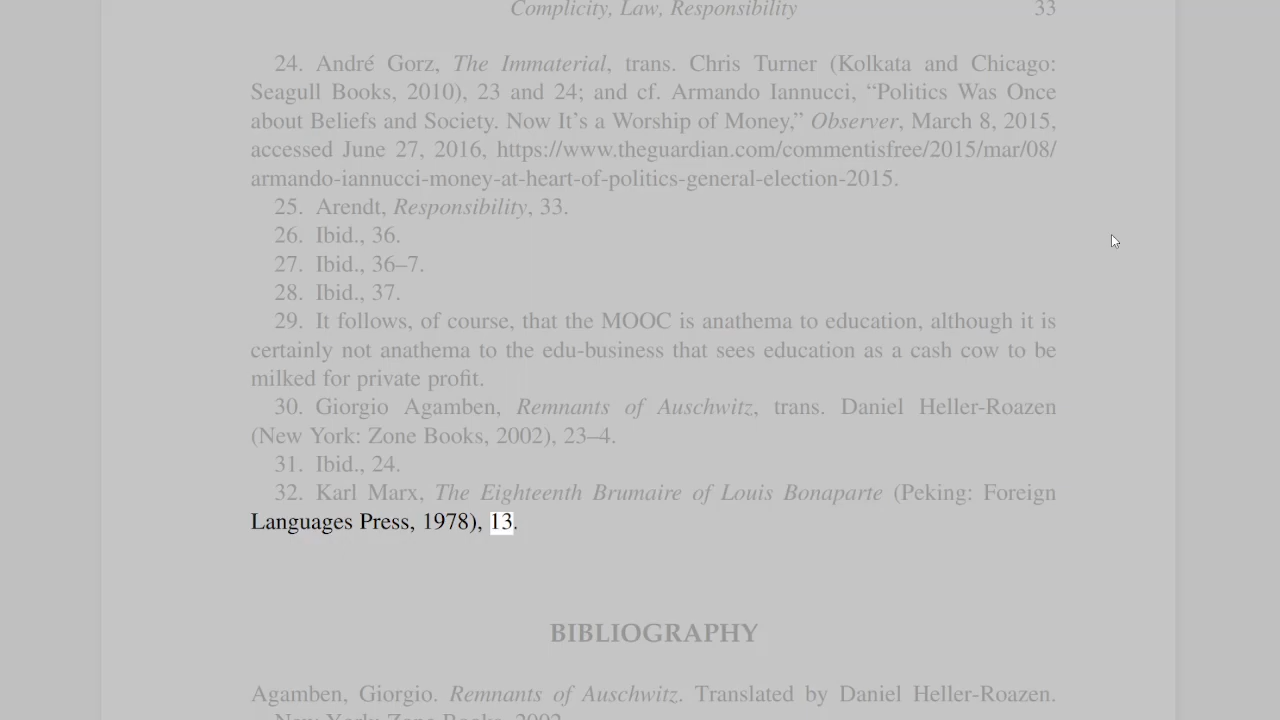 Complicity, Law, Responsibility 33
24. André Gorz, The Immaterial, trans. Chris Turner (Kolkata and Chicago:
Seagull Books, 2010), 23 and 24; and cf. Armando Iannucci, “Politics Was Once
about Beliefs and Society. Now It’s a Worship of Money,” Observer, March 8, 2015,
accessed June 27, 2016, https://www.theguardian.com/commentisfree/2015/mar/08/
armando-iannucci-money-at-heart-of-politics-general-election-2015.
25. Arendt, Responsibility, 33.
26. Ibid., 36.
27. Ibid., 36–7.
28. Ibid., 37.
29. It follows, of course, that the MOOC is anathema to education, although it is
certainly not anathema to the edu-business that sees education as a cash cow to be
milked for private profit.
30. Giorgio Agamben, Remnants of Auschwitz, trans. Daniel Heller-Roazen
(New York: Zone Books, 2002), 23–4.
31. Ibid., 24.
32. Karl Marx, The Eighteenth Brumaire of Louis Bonaparte (Peking: Foreign
Languages Press, 1978), 13.
BIBLIOGRAPHY
Agamben, Giorgio. Remnants of Auschwitz. Translated by Daniel Heller-Roazen.
New York: Zone Books, 2002.